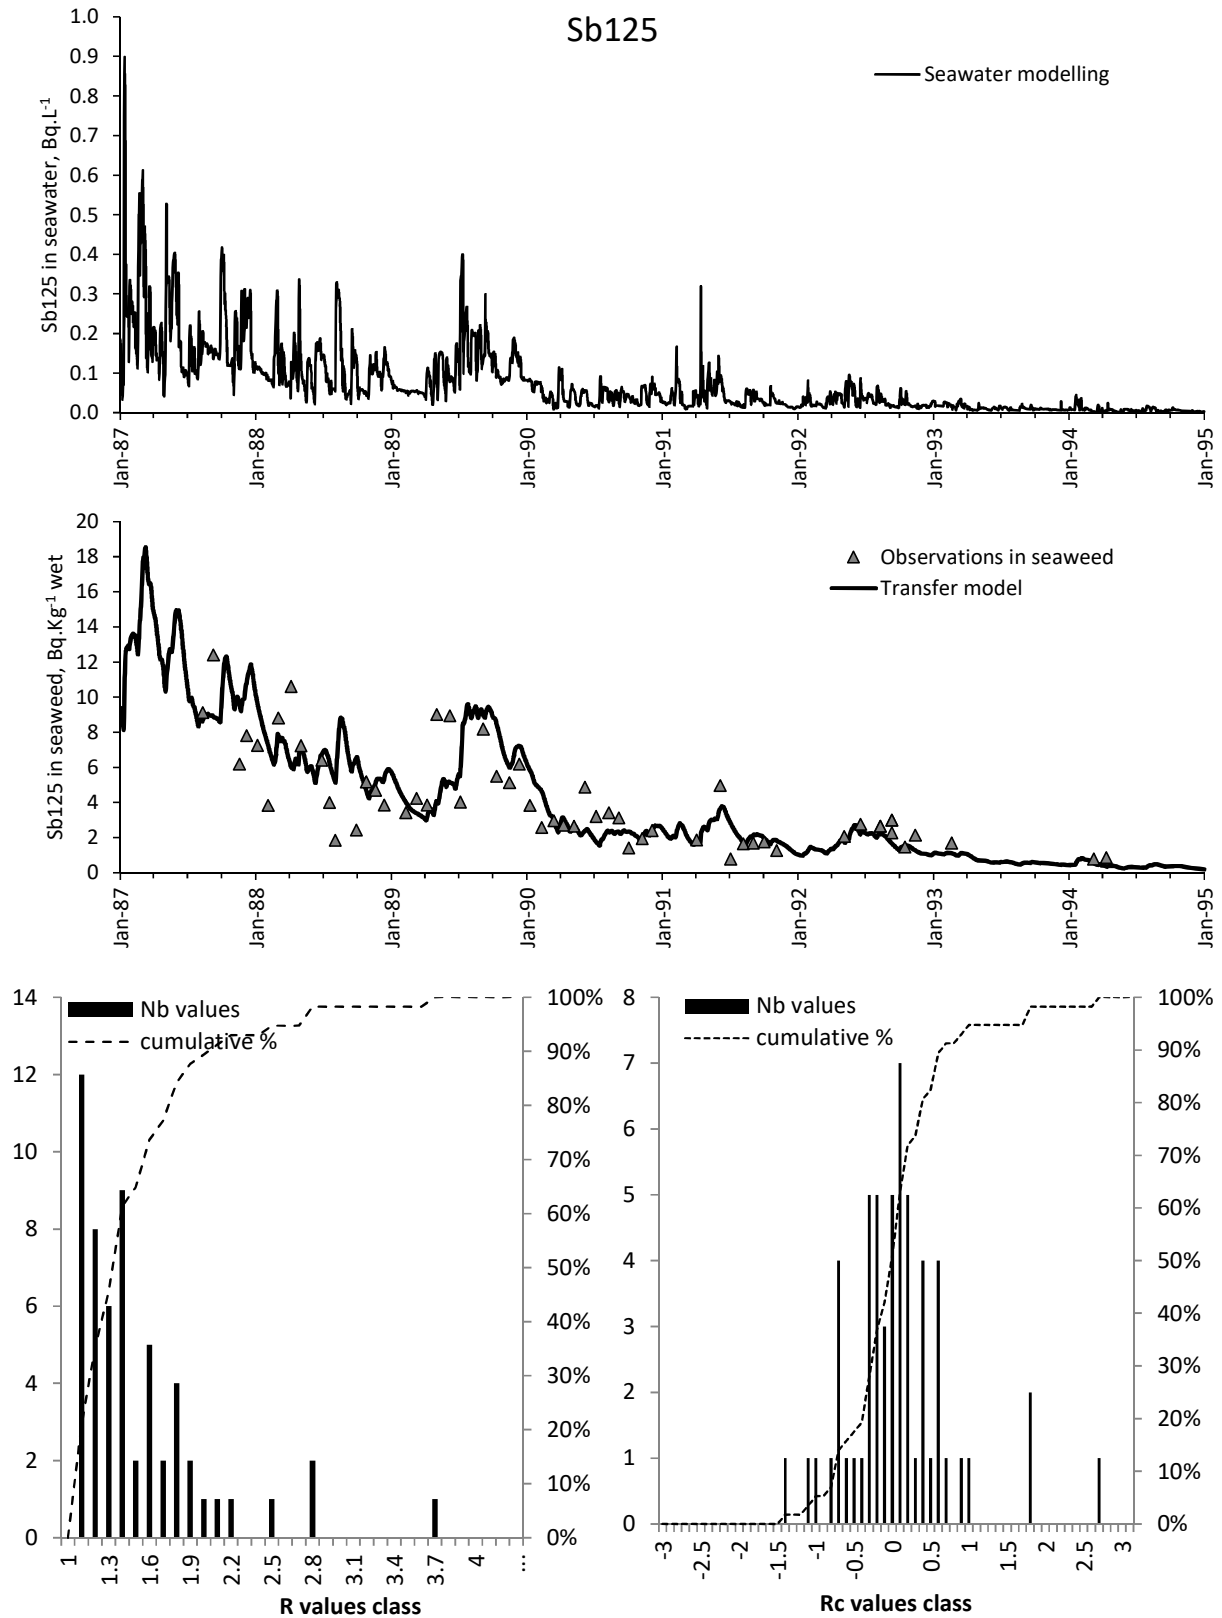 Sb125
Sb125 in seawater, Bq.L-1
1.0
0.9
0.8
0.7
0.6
0.5
0.4
0.3
0.2
0.1
0.0
Seawater modelling
Jan-87
Jan-88
Jan-89
Jan-90
Jan-91
Jan-92
Jan-93
Jan-94
Jan-95
Sb125 in seaweed, Bq.Kg-1 wet
20
18
16
14
12
10
8
6
4
2
0
Observations in seaweed
Transfer model
Jan-87
Jan-88
Jan-89
Jan-90
Jan-91
Jan-92
Jan-93
Jan-94
Jan-95
14
12
10
8
6
4
2
0
Nb values
cumulative %
100%
90%
80%
70%
60%
50%
40%
30%
20%
10%
0%
1
1.3
1.6
1.9
2.2
2.5
2.8
3.1
3.4
3.7
4
...
R values class
8
7
6
5
4
3
2
1
0
Nb values
cumulative %
100%
90%
80%
70%
60%
50%
40%
30%
20%
10%
0%
-3
-2.5
-2
-1.5
-1
-0.5
0
0.5
1
1.5
2
2.5
3
Rc values class